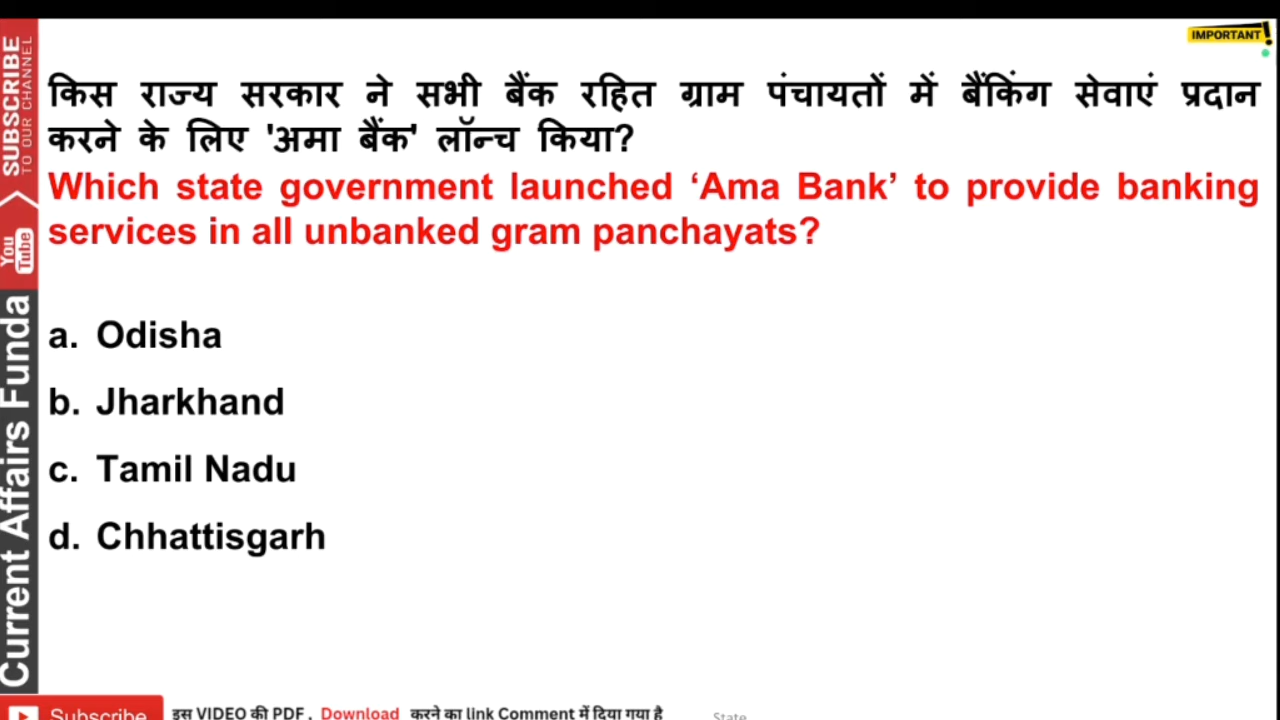 IMPORTANT!
किस राज्य सरकार ने सभी बैंक रहित ग्राम पंचायतों में बैंकिंग सेवाएं प्रदान
करने के लिए 'अमा बैंक' लॉन्च किया?
Which state government launched ‘Ama Bank’ to provide banking
services in all unbanked gram panchayats?
a. Odisha
b. Jharkhand
c. Tamil Nadu
d. Chhattisgarh
SUBSCRIBE
TO OUR CHANNEL
You
Tube
Current Affairs Funda
Subscribe
इस VIDEO की PDF , Download करने का link Comment में दिया गया है
State